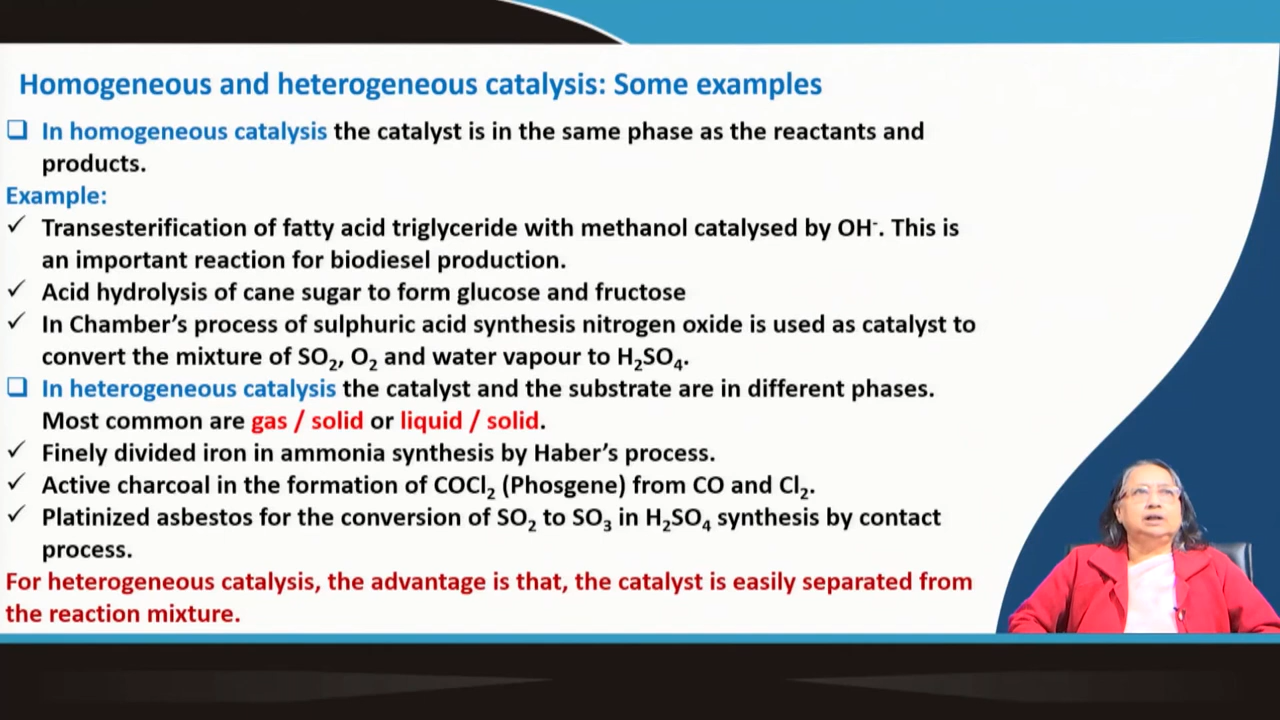 Homogeneous and heterogeneous catalysis: Some examples
❑ In homogeneous catalysis the catalyst is in the same phase as the reactants and
products.
Example:
✓ Transesterification of fatty acid triglyceride with methanol catalysed by OH⁻. This is
an important reaction for biodiesel production.
✓ Acid hydrolysis of cane sugar to form glucose and fructose
✓ In Chamber's process of sulphuric acid synthesis nitrogen oxide is used as catalyst to
convert the mixture of SO₂, O₂ and water vapour to H₂SO₄.
❑ In heterogeneous catalysis the catalyst and the substrate are in different phases.
Most common are gas / solid or liquid / solid.
✓ Finely divided iron in ammonia synthesis by Haber's process.
✓ Active charcoal in the formation of COCl₂ (Phosgene) from CO and Cl₂.
✓ Platinized asbestos for the conversion of SO₂ to SO₃ in H₂SO₄ synthesis by contact
process.
For heterogeneous catalysis, the advantage is that, the catalyst is easily separated from
the reaction mixture.